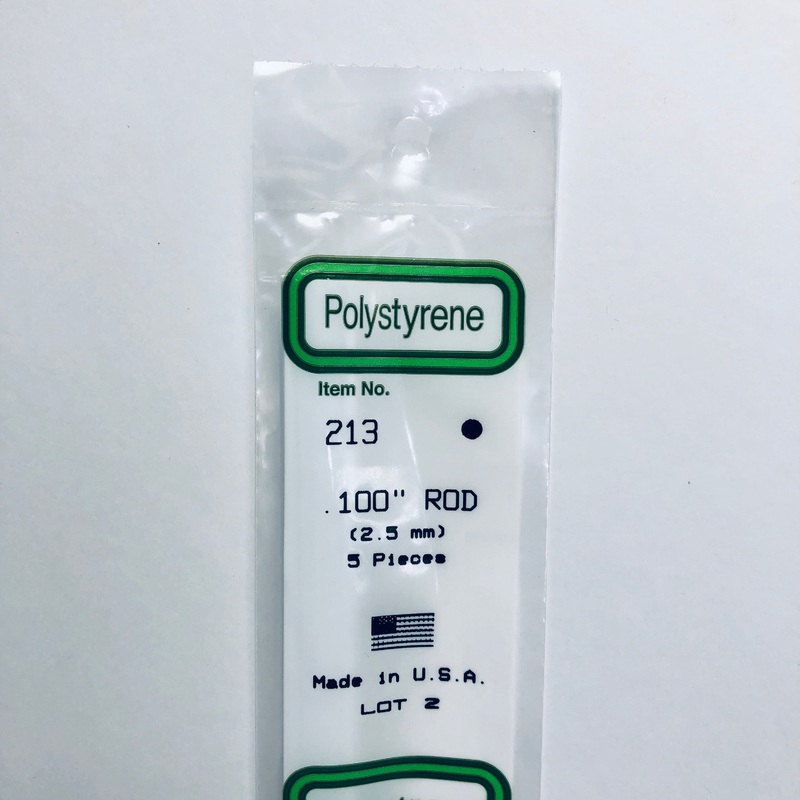 Polystyrene
Item No.
213
.100" ROD
(2.5 mm)
5 Pieces
Made in U.S.A.
LOT 2